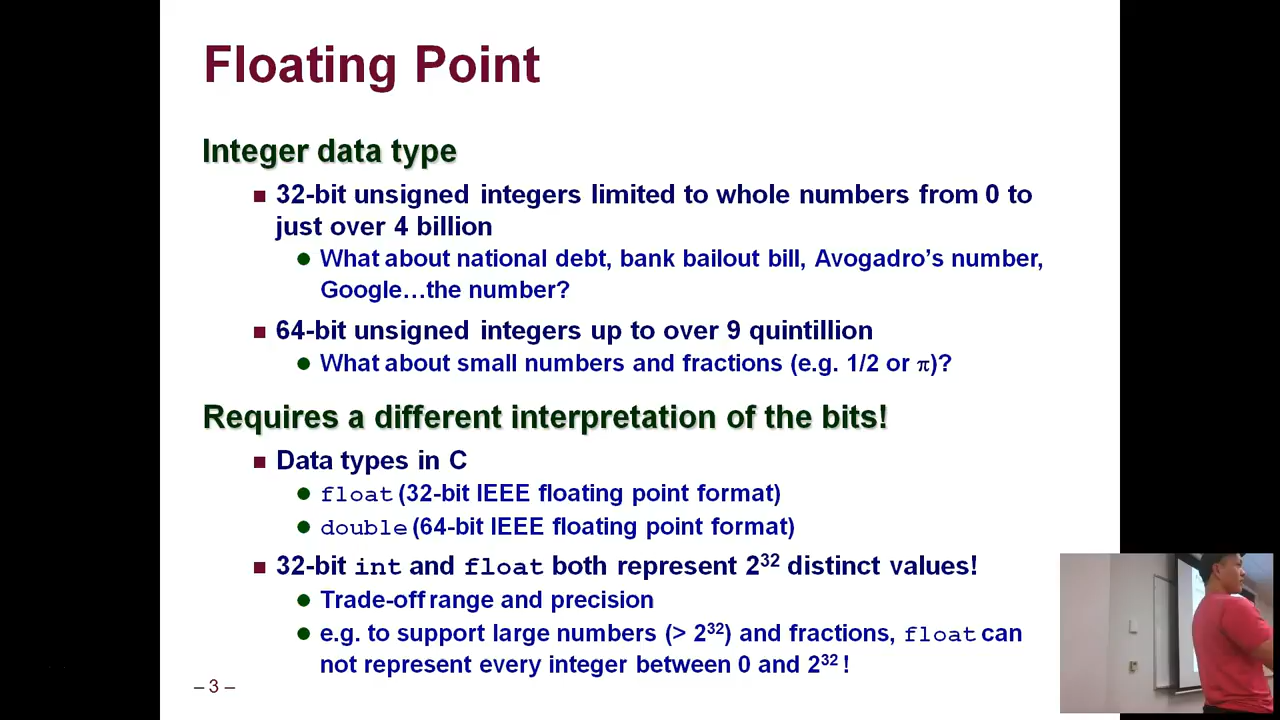 Floating Point
Integer data type
32-bit unsigned integers limited to whole numbers from 0 to
just over 4 billion
What about national debt, bank bailout bill, Avogadro’s number,
Google…the number?
64-bit unsigned integers up to over 9 quintillion
What about small numbers and fractions (e.g. 1/2 or π)?
Requires a different interpretation of the bits!
Data types in C
float (32-bit IEEE floating point format)
double (64-bit IEEE floating point format)
32-bit int and float both represent 2³² distinct values!
Trade-off range and precision
e.g. to support large numbers (> 2³²) and fractions, float can
not represent every integer between 0 and 2³² !
– 3 –